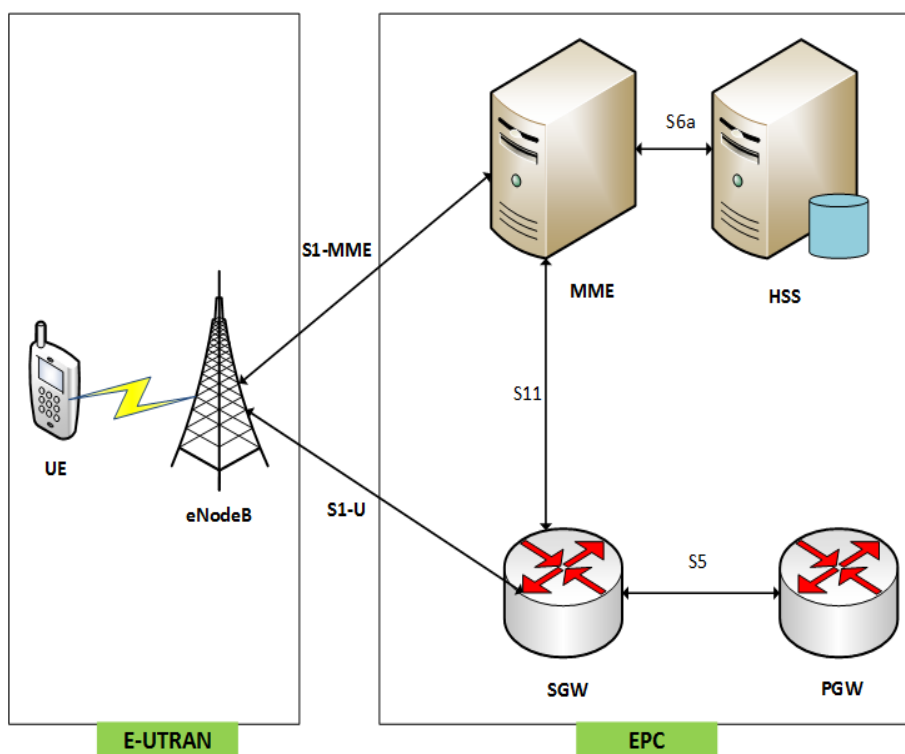 S6a
S1-MME
MME
HSS
S11
UE
eNodeB
S1-U
S5
SGW
PGW
E-UTRAN
EPC